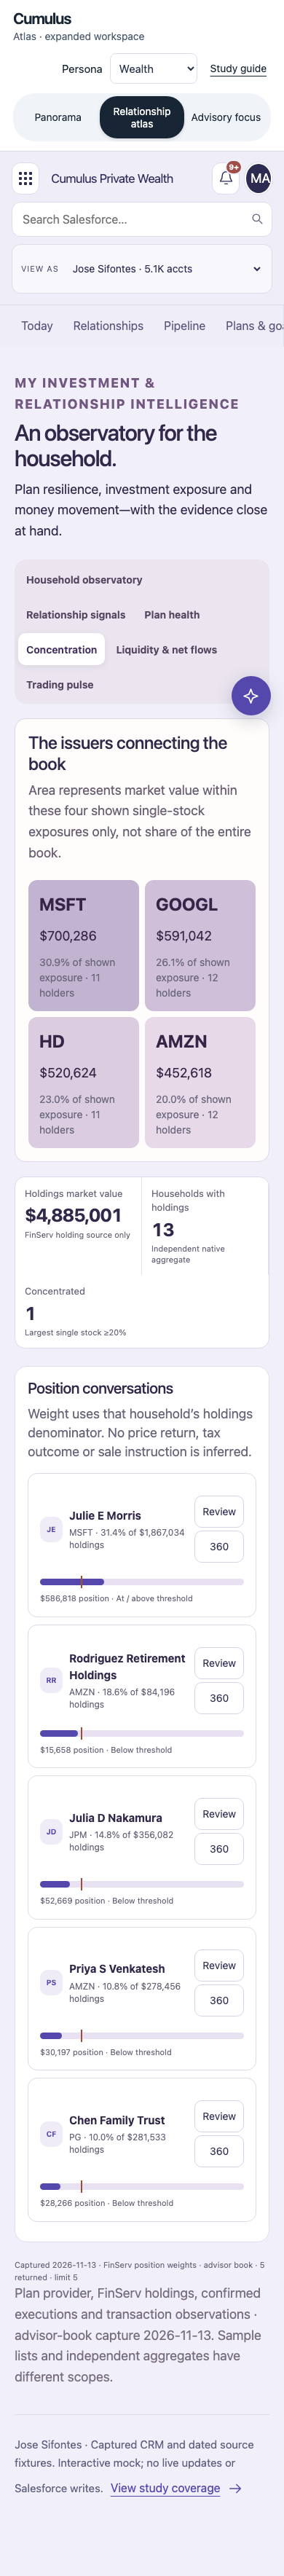 Cumulus
Atlas · expanded workspace
Persona
Wealth
Study guide
Panorama
Relationship
atlas
Advisory focus
Cumulus Private Wealth
9+
MA
Search Salesforce...
VIEW AS
Jose Sifontes · 5.1K accts
Today
Relationships
Pipeline
Plans & goa
MY INVESTMENT &
RELATIONSHIP INTELLIGENCE
An observatory for the
household.
Plan resilience, investment exposure and
money movement—with the evidence close
at hand.
Household observatory
Relationship signals
Plan health
Concentration
Liquidity & net flows
Trading pulse
The issuers connecting the
book
Area represents market value within
these four shown single-stock
exposures only, not share of the entire
book.
MSFT
$700,286
30.9% of shown
exposure · 11
holders
GOOGL
$591,042
26.1% of shown
exposure · 12
holders
HD
$520,624
23.0% of shown
exposure · 11
holders
AMZN
$452,618
20.0% of shown
exposure · 12
holders
Holdings market value
$4,885,001
FinServ holding source only
Households with
holdings
13
Independent native
aggregate
Concentrated
1
Largest single stock ≥20%
Position conversations
Weight uses that household's holdings
denominator. No price return, tax
outcome or sale instruction is inferred.
JE
Julie E Morris
MSFT · 31.4% of $1,867,034
holdings
Review
360
$586,818 position · At / above threshold
RR
Rodriguez Retirement
Holdings
AMZN · 18.6% of $84,196
holdings
Review
360
$15,658 position · Below threshold
JD
Julia D Nakamura
JPM · 14.8% of $356,082
holdings
Review
360
$52,669 position · Below threshold
PS
Priya S Venkatesh
AMZN · 10.8% of $278,456
holdings
Review
360
$30,197 position · Below threshold
CF
Chen Family Trust
PG · 10.0% of $281,533
holdings
Review
360
$28,266 position · Below threshold
Captured 2026-11-13 · FinServ position weights · advisor book · 5
returned · limit 5
Plan provider, FinServ holdings, confirmed
executions and transaction observations ·
advisor-book capture 2026-11-13. Sample
lists and independent aggregates have
different scopes.
Jose Sifontes · Captured CRM and dated source
fixtures. Interactive mock; no live updates or
Salesforce writes. View study coverage →